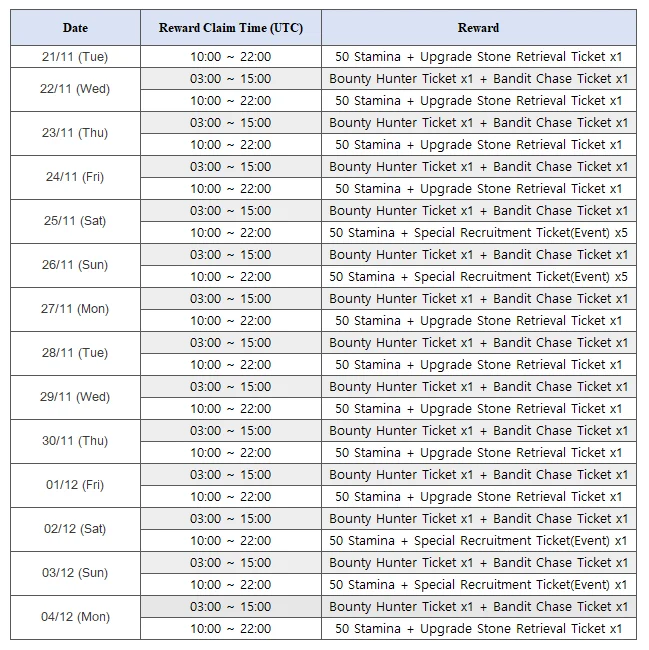 Date Reward Claim Time (UTC) Reward
21/11 (Tue) 10:00 ~ 22:00 50 Stamina + Upgrade Stone Retrieval Ticket x1
22/11 (Wed) 03:00 ~ 15:00 Bounty Hunter Ticket x1 + Bandit Chase Ticket x1
10:00 ~ 22:00 50 Stamina + Upgrade Stone Retrieval Ticket x1
23/11 (Thu) 03:00 ~ 15:00 Bounty Hunter Ticket x1 + Bandit Chase Ticket x1
10:00 ~ 22:00 50 Stamina + Upgrade Stone Retrieval Ticket x1
24/11 (Fri) 03:00 ~ 15:00 Bounty Hunter Ticket x1 + Bandit Chase Ticket x1
10:00 ~ 22:00 50 Stamina + Upgrade Stone Retrieval Ticket x1
25/11 (Sat) 03:00 ~ 15:00 Bounty Hunter Ticket x1 + Bandit Chase Ticket x1
10:00 ~ 22:00 50 Stamina + Special Recruitment Ticket(Event) x5
26/11 (Sun) 03:00 ~ 15:00 Bounty Hunter Ticket x1 + Bandit Chase Ticket x1
10:00 ~ 22:00 50 Stamina + Special Recruitment Ticket(Event) x5
27/11 (Mon) 03:00 ~ 15:00 Bounty Hunter Ticket x1 + Bandit Chase Ticket x1
10:00 ~ 22:00 50 Stamina + Upgrade Stone Retrieval Ticket x1
28/11 (Tue) 03:00 ~ 15:00 Bounty Hunter Ticket x1 + Bandit Chase Ticket x1
10:00 ~ 22:00 50 Stamina + Upgrade Stone Retrieval Ticket x1
29/11 (Wed) 03:00 ~ 15:00 Bounty Hunter Ticket x1 + Bandit Chase Ticket x1
10:00 ~ 22:00 50 Stamina + Upgrade Stone Retrieval Ticket x1
30/11 (Thu) 03:00 ~ 15:00 Bounty Hunter Ticket x1 + Bandit Chase Ticket x1
10:00 ~ 22:00 50 Stamina + Upgrade Stone Retrieval Ticket x1
01/12 (Fri) 03:00 ~ 15:00 Bounty Hunter Ticket x1 + Bandit Chase Ticket x1
10:00 ~ 22:00 50 Stamina + Upgrade Stone Retrieval Ticket x1
02/12 (Sat) 03:00 ~ 15:00 Bounty Hunter Ticket x1 + Bandit Chase Ticket x1
10:00 ~ 22:00 50 Stamina + Special Recruitment Ticket(Event) x1
03/12 (Sun) 03:00 ~ 15:00 Bounty Hunter Ticket x1 + Bandit Chase Ticket x1
10:00 ~ 22:00 50 Stamina + Special Recruitment Ticket(Event) x1
04/12 (Mon) 03:00 ~ 15:00 Bounty Hunter Ticket x1 + Bandit Chase Ticket x1
10:00 ~ 22:00 50 Stamina + Upgrade Stone Retrieval Ticket x1